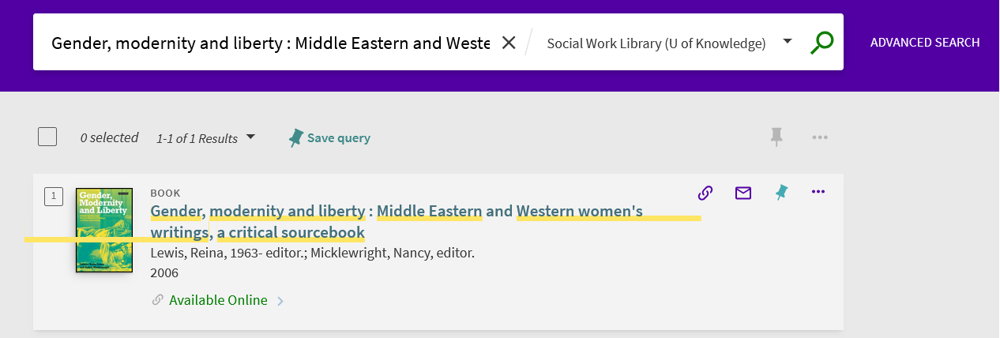 Gender, modernity and liberty : Middle Eastern and Weste
Social Work Library (U of Knowledge)
ADVANCED SEARCH
0 selected
1-1 of 1 Results
Save query
1
Gender,
Modernity
and Liberty
BOOK
Gender, modernity and liberty : Middle Eastern and Western women's
writings, a critical sourcebook
Lewis, Reina, 1963- editor.; Micklewright, Nancy, editor.
2006
Available Online